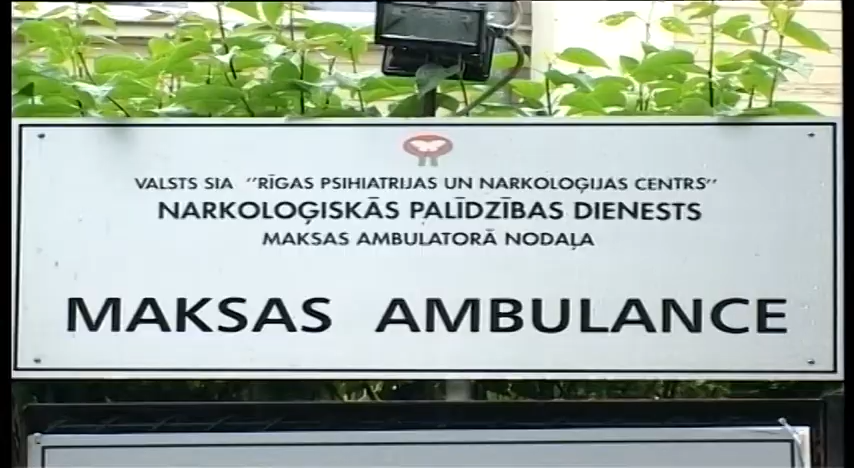 VALSTS SIA ′′RĪGAS PSIHIATRIJAS UN NARKOLOĢIJAS CENTRS′′
NARKOLOĢISKĀS PALĪDZĪBAS DIENESTS
MAKSAS AMBULATORĀ NODAĻA
MAKSAS AMBULANCE